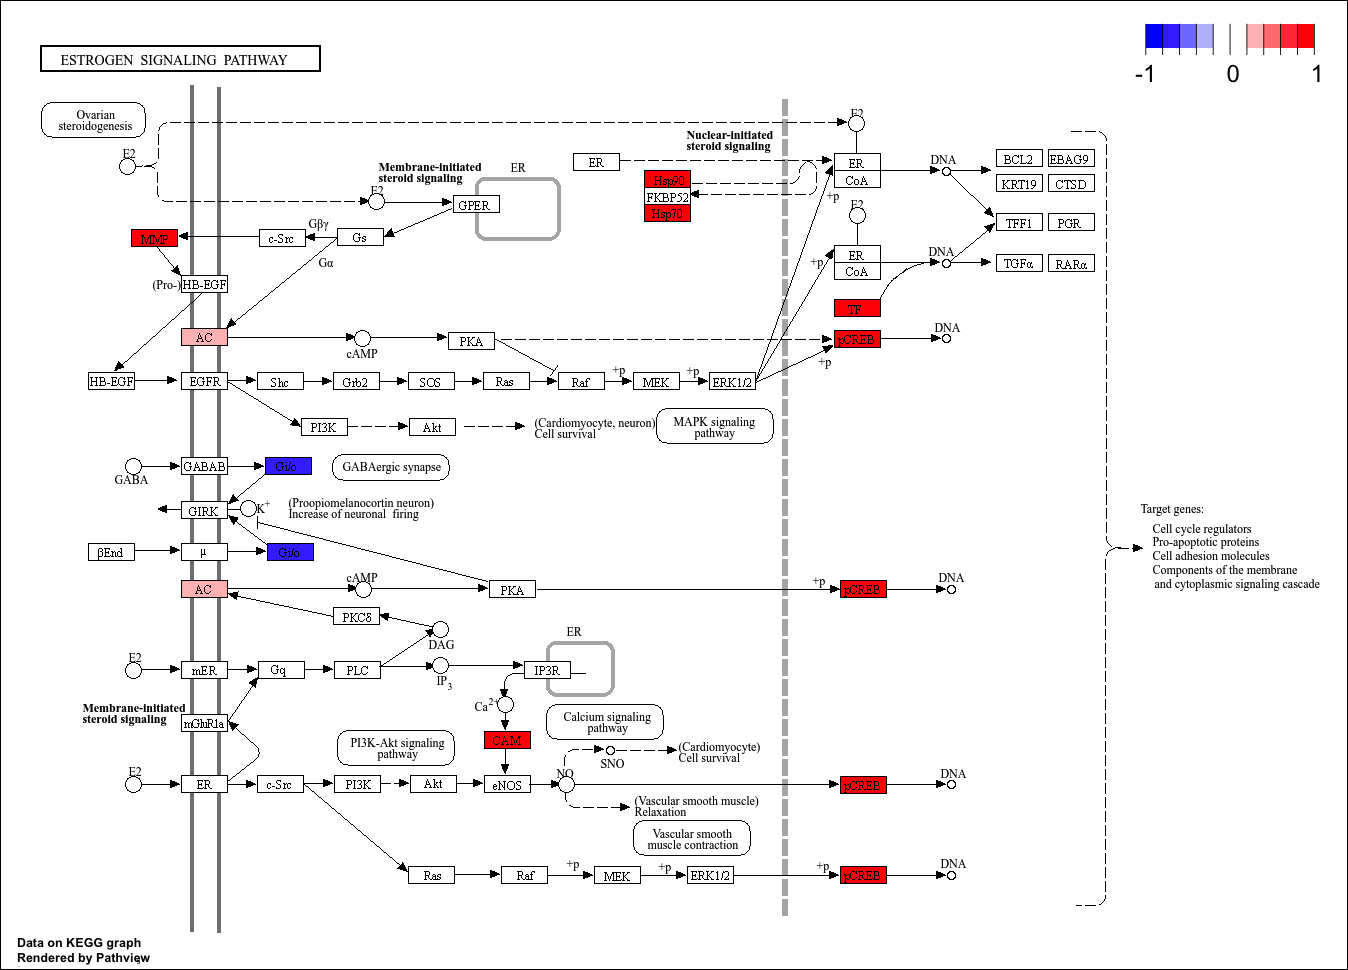 ESTROGEN SIGNALING PATHWAY
-1 0 1
Ovarian
steroidogenesis
E2
E2
Nuclear-initiated
steroid signaling
Membrane-initiated
steroid signaling
ER
ER
Hsp90
FKBP52
Hsp70
ER
CoA
DNA
BCL2
EBAG9
KRT19
CTSD
E2
GPER
+p
E2
TFF1
PGR
MMP
c-Src
Gβγ
Gs
Gα
ER
CoA
+p
DNA
TGFα
RARα
(Pro-)
HB-EGF
TF
AC
cAMP
PKA
pCREB
DNA
+p
HB-EGF
EGFR
Shc
Grb2
SOS
Ras
Raf
+p
MEK
+p
ERK1/2
PI3K
Akt
(Cardiomyocyte, neuron)
Cell survival
MAPK signaling
pathway
GABA
GABAB
Gi/o
GABAergic synapse
GIRK
K+
(Proopiomelanocortin neuron)
Increase of neuronal firing
βEnd
μ
Gi/o
Target genes:
Cell cycle regulators
Pro-apoptotic proteins
Cell adhesion molecules
Components of the membrane
and cytoplasmic signaling cascade
AC
cAMP
PKA
+p
pCREB
DNA
PKCδ
DAG
ER
E2
mER
Gq
PLC
IP3
IP3R
Ca2+
Membrane-initiated
steroid signaling
mGluR1a
Calcium signaling
pathway
PI3K-Akt signaling
pathway
CAM
(Cardiomyocyte)
Cell survival
SNO
E2
ER
c-Src
PI3K
Akt
eNOS
NO
pCREB
DNA
(Vascular smooth muscle)
Relaxation
Vascular smooth
muscle contraction
Ras
Raf
+p
MEK
+p
ERK1/2
+p
pCREB
DNA
Data on KEGG graph
Rendered by Pathview